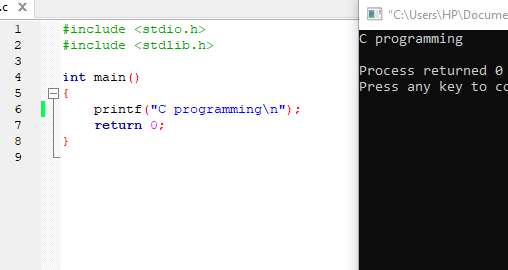 .c X
1 #include <stdio.h>
2 #include <stdlib.h>
3
4 int main()
5 {
6 printf("C programming\n");
7 return 0;
8 }
9
"C:\Users\HP\Docume
C programming
Process returned 0
Press any key to co